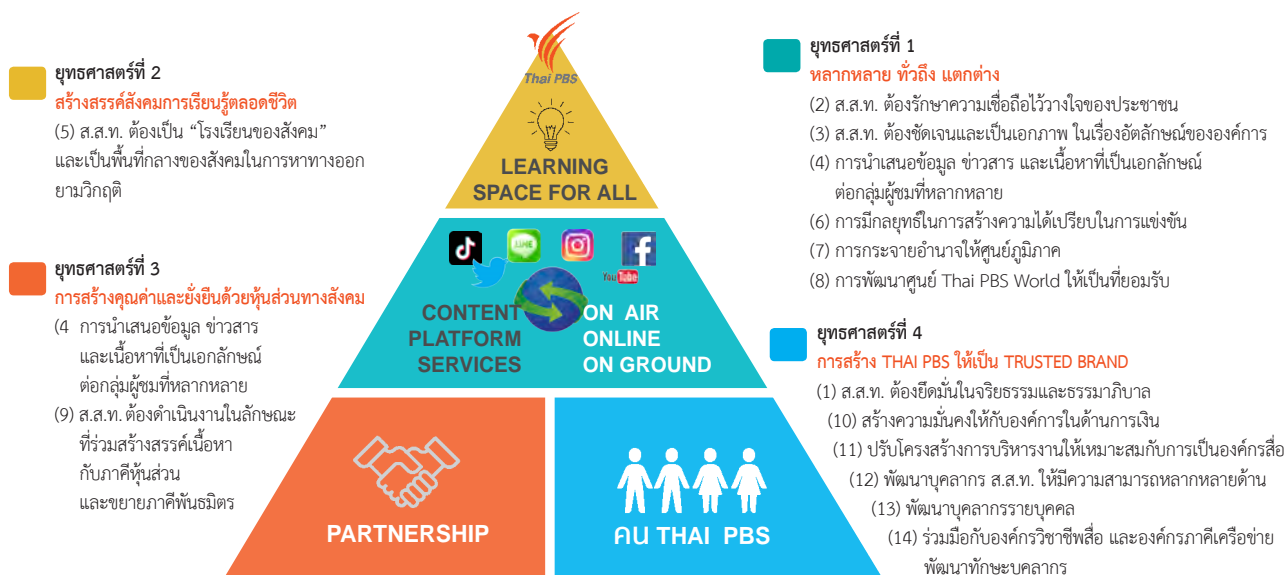 ยุทธศาสตร์ที่ 2
สร้างสรรค์สังคมการเรียนรู้ตลอดชีวิต
(5) ส.ส.ท. ต้องเป็น “โรงเรียนของสังคม”
และเป็นพื้นที่กลางของสังคมในการหาทางออก
ยามวิกฤติ
ยุทธศาสตร์ที่ 3
การสร้างคุณค่าและยั่งยืนด้วยหุ้นส่วนทางสังคม
(4 การนำเสนอข้อมูล ข่าวสาร
และเนื้อหาที่เป็นเอกลักษณ์
ต่อกลุ่มผู้ชมที่หลากหลาย
(9) ส.ส.ท. ต้องดำเนินงานในลักษณะ
ที่ร่วมสร้างสรรค์เนื้อหา
กับภาคีหุ้นส่วน
และขยายภาคีพันธมิตร
Thai PBS
LEARNING
SPACE FOR ALL
LINE
You Tube
CONTENT
PLATFORM
SERVICES
ON AIR
ONLINE
ON GROUND
PARTNERSHIP
คน THAI PBS
ยุทธศาสตร์ที่ 1
หลากหลาย ทั่วถึง แตกต่าง
(2) ส.ส.ท. ต้องรักษาความเชื่อถือไว้วางใจของประชาชน
(3) ส.ส.ท. ต้องชัดเจนและเป็นเอกภาพ ในเรื่องอัตลักษณ์ขององค์การ
(4) การนำเสนอข้อมูล ข่าวสาร และเนื้อหาที่เป็นเอกลักษณ์
ต่อกลุ่มผู้ชมที่หลากหลาย
(6) การมีกลยุทธ์ในการสร้างความได้เปรียบในการแข่งขัน
(7) การกระจายอำนาจให้ศูนย์ภูมิภาค
(8) การพัฒนาศูนย์ Thai PBS World ให้เป็นที่ยอมรับ
ยุทธศาสตร์ที่ 4
การสร้าง THAI PBS ให้เป็น TRUSTED BRAND
(1) ส.ส.ท. ต้องยึดมั่นในจริยธรรมและธรรมาภิบาล
(10) สร้างความมั่นคงให้กับองค์การในด้านการเงิน
(11) ปรับโครงสร้างการบริหารงานให้เหมาะสมกับการเป็นองค์กรสื่อ
(12) พัฒนาบุคลากร ส.ส.ท. ให้มีความสามารถหลากหลายด้าน
(13) พัฒนาบุคลากรรายบุคคล
(14) ร่วมมือกับองค์กรวิชาชีพสื่อ และองค์กรภาคีเครือข่าย
พัฒนาทักษะบุคลากร